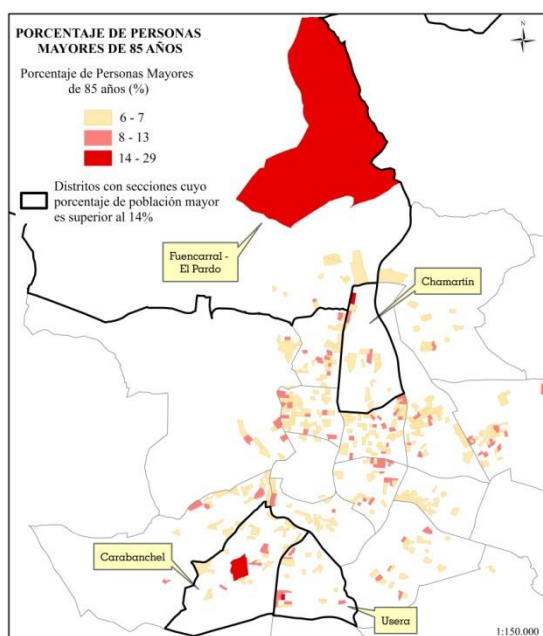 PORCENTAJE DE PERSONAS
MAYORES DE 85 AÑOS
Porcentaje de Personas Mayores
de 85 años (%)
6 - 7
8 - 13
14 - 29
Distritos con secciones cuyo
porcentaje de población mayor
es superior al 14%
N
Fuencarral -
El Pardo
Chamartín
Carabanchel
Usera
1:150.000